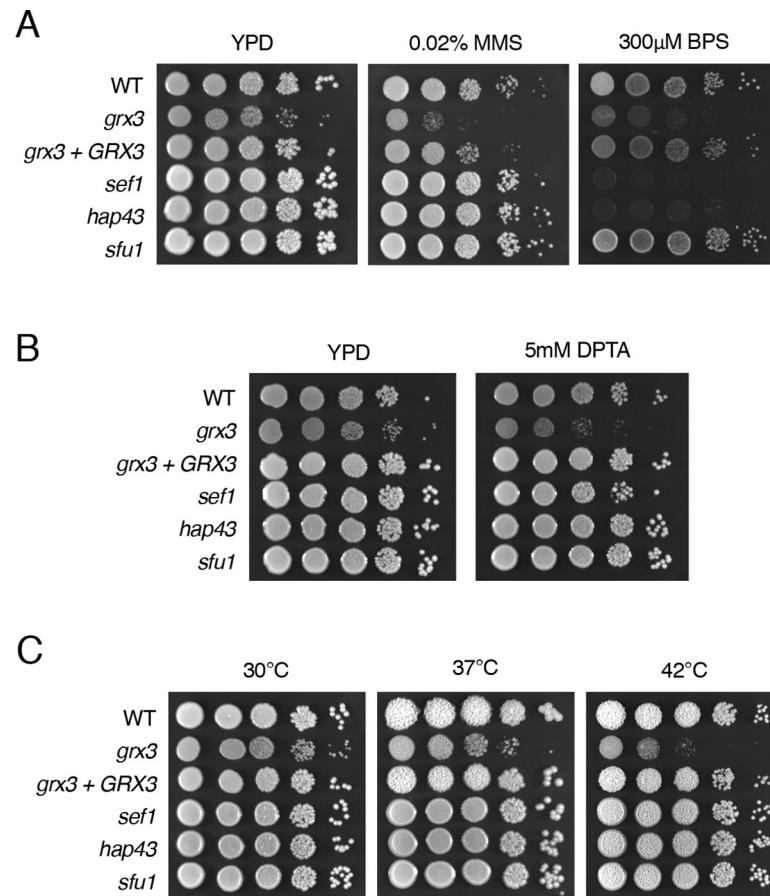 A
YPD 0.02% MMS 300µM BPS
WT
grx3
grx3 + GRX3
sef1
hap43
sfu1
B
YPD 5mM DPTA
WT
grx3
grx3 + GRX3
sef1
hap43
sfu1
C
30°C 37°C 42°C
WT
grx3
grx3 + GRX3
sef1
hap43
sfu1